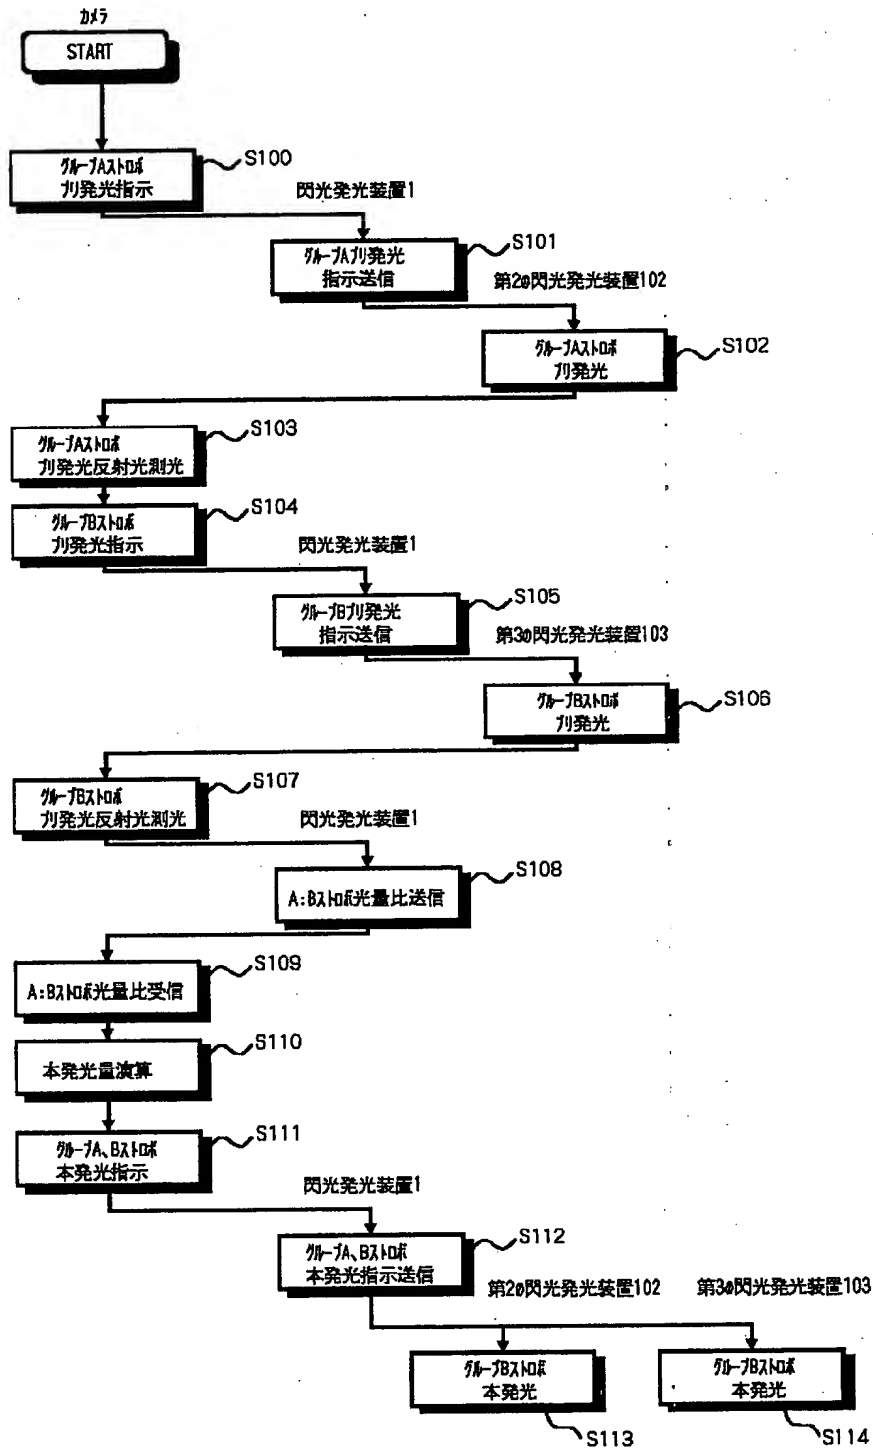 カメラ
START
グループAストロボ
プリ発光指示
S100
閃光発光装置1
グループAプリ発光
指示送信
S101
第2の閃光発光装置102
グループAストロボ
プリ発光
S102
グループAストロボ
プリ発光反射光測光
S103
グループBストロボ
プリ発光指示
S104
閃光発光装置1
グループBプリ発光
指示送信
S105
第3の閃光発光装置103
グループBストロボ
プリ発光
S106
グループBストロボ
プリ発光反射光測光
S107
閃光発光装置1
A:Bストロボ光量比送信
S108
A:Bストロボ光量比受信
S109
本発光量演算
S110
グループA、Bストロボ
本発光指示
S111
閃光発光装置1
グループA、Bストロボ
本発光指示送信
S112
第2の閃光発光装置102
第3の閃光発光装置103
グループBストロボ
本発光
S113
グループBストロボ
本発光
S114